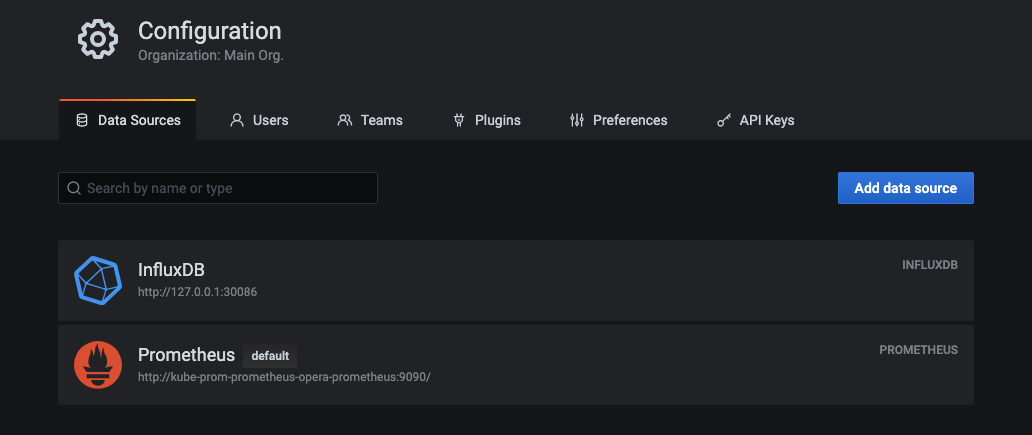 Configuration
Organization: Main Org.
Data Sources Users Teams Plugins Preferences API Keys
Search by name or type Add data source
InfluxDB INFLUXDB
http://127.0.0.1:30086
Prometheus default PROMETHEUS
http://kube-prom-prometheus-opera-prometheus:9090/